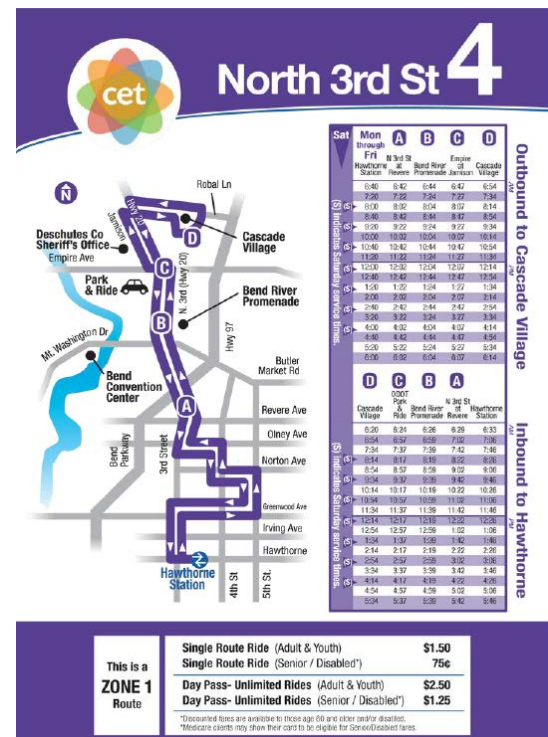 cet
North 3rd St 4
N
Robal Ln
Hwy 20
Jamison
D
Cascade
Village
Deschutes Co
Sheriff's Office
Empire Ave
C
Park
& Ride
N. 3rd (Hwy 20)
Bend River
Promenade
B
Mt. Washington Dr
Hwy 97
Bend
Convention
Center
Butler
Market Rd
A
Revere Ave
Olney Ave
Bend
Parkway
3rd Street
Norton Ave
Greenwood Ave
Irving Ave
Hawthorne
Hawthorne
Station
4th St
5th St.
Outbound to Cascade Village
Sat Mon through Fri A B C D
Hawthorne Station N 3rd St at Revere Bend River Promenade Empire at Jamison Cascade Village
(S) indicates Saturday service times.
AM
6:40 6:42 6:44 6:47 6:54
7:20 7:22 7:24 7:27 7:34
(S) 8:00 8:02 8:04 8:07 8:14
8:40 8:42 8:44 8:47 8:54
(S) 9:20 9:22 9:24 9:27 9:34
10:00 10:02 10:04 10:07 10:14
(S) 10:40 10:42 10:44 10:47 10:54
11:20 11:22 11:24 11:27 11:34
PM
(S) 12:00 12:02 12:04 12:07 12:14
12:40 12:42 12:44 12:47 12:54
(S) 1:20 1:22 1:24 1:27 1:34
2:00 2:02 2:04 2:07 2:14
(S) 2:40 2:42 2:44 2:47 2:54
3:20 3:22 3:24 3:27 3:34
(S) 4:00 4:02 4:04 4:07 4:14
4:40 4:42 4:44 4:47 4:54
5:20 5:22 5:24 5:27 5:34
6:00 6:02 6:04 6:07 6:14
Inbound to Hawthorne
D C B A
Cascade Village ODOT Park & Ride Bend River Promenade N 3rd St at Revere Hawthorne Station
(S) indicates Saturday service times.
AM
6:20 6:24 6:26 6:29 6:33
6:54 6:57 6:59 7:02 7:06
7:34 7:37 7:39 7:42 7:46
(S) 8:14 8:17 8:19 8:22 8:26
8:54 8:57 8:59 9:02 9:06
(S) 9:34 9:37 9:39 9:42 9:46
10:14 10:17 10:19 10:22 10:26
(S) 10:54 10:57 10:59 11:02 11:06
11:34 11:37 11:39 11:42 11:46
PM
(S) 12:14 12:17 12:19 12:22 12:26
12:54 12:57 12:59 1:02 1:06
(S) 1:34 1:37 1:39 1:42 1:46
2:14 2:17 2:19 2:22 2:26
(S) 2:54 2:57 2:59 3:02 3:06
3:34 3:37 3:39 3:42 3:46
(S) 4:14 4:17 4:19 4:22 4:26
4:54 4:57 4:59 5:02 5:06
5:34 5:37 5:39 5:42 5:46
This is a
ZONE 1
Route
Single Route Ride (Adult & Youth) $1.50
Single Route Ride (Senior / Disabled*) 75¢
Day Pass- Unlimited Rides (Adult & Youth) $2.50
Day Pass- Unlimited Rides (Senior / Disabled*) $1.25
*Discounted fares are available to those age 60 and older and/or disabled.
*Medicare clients may show their card to be eligible for Senior/Disabled fares.